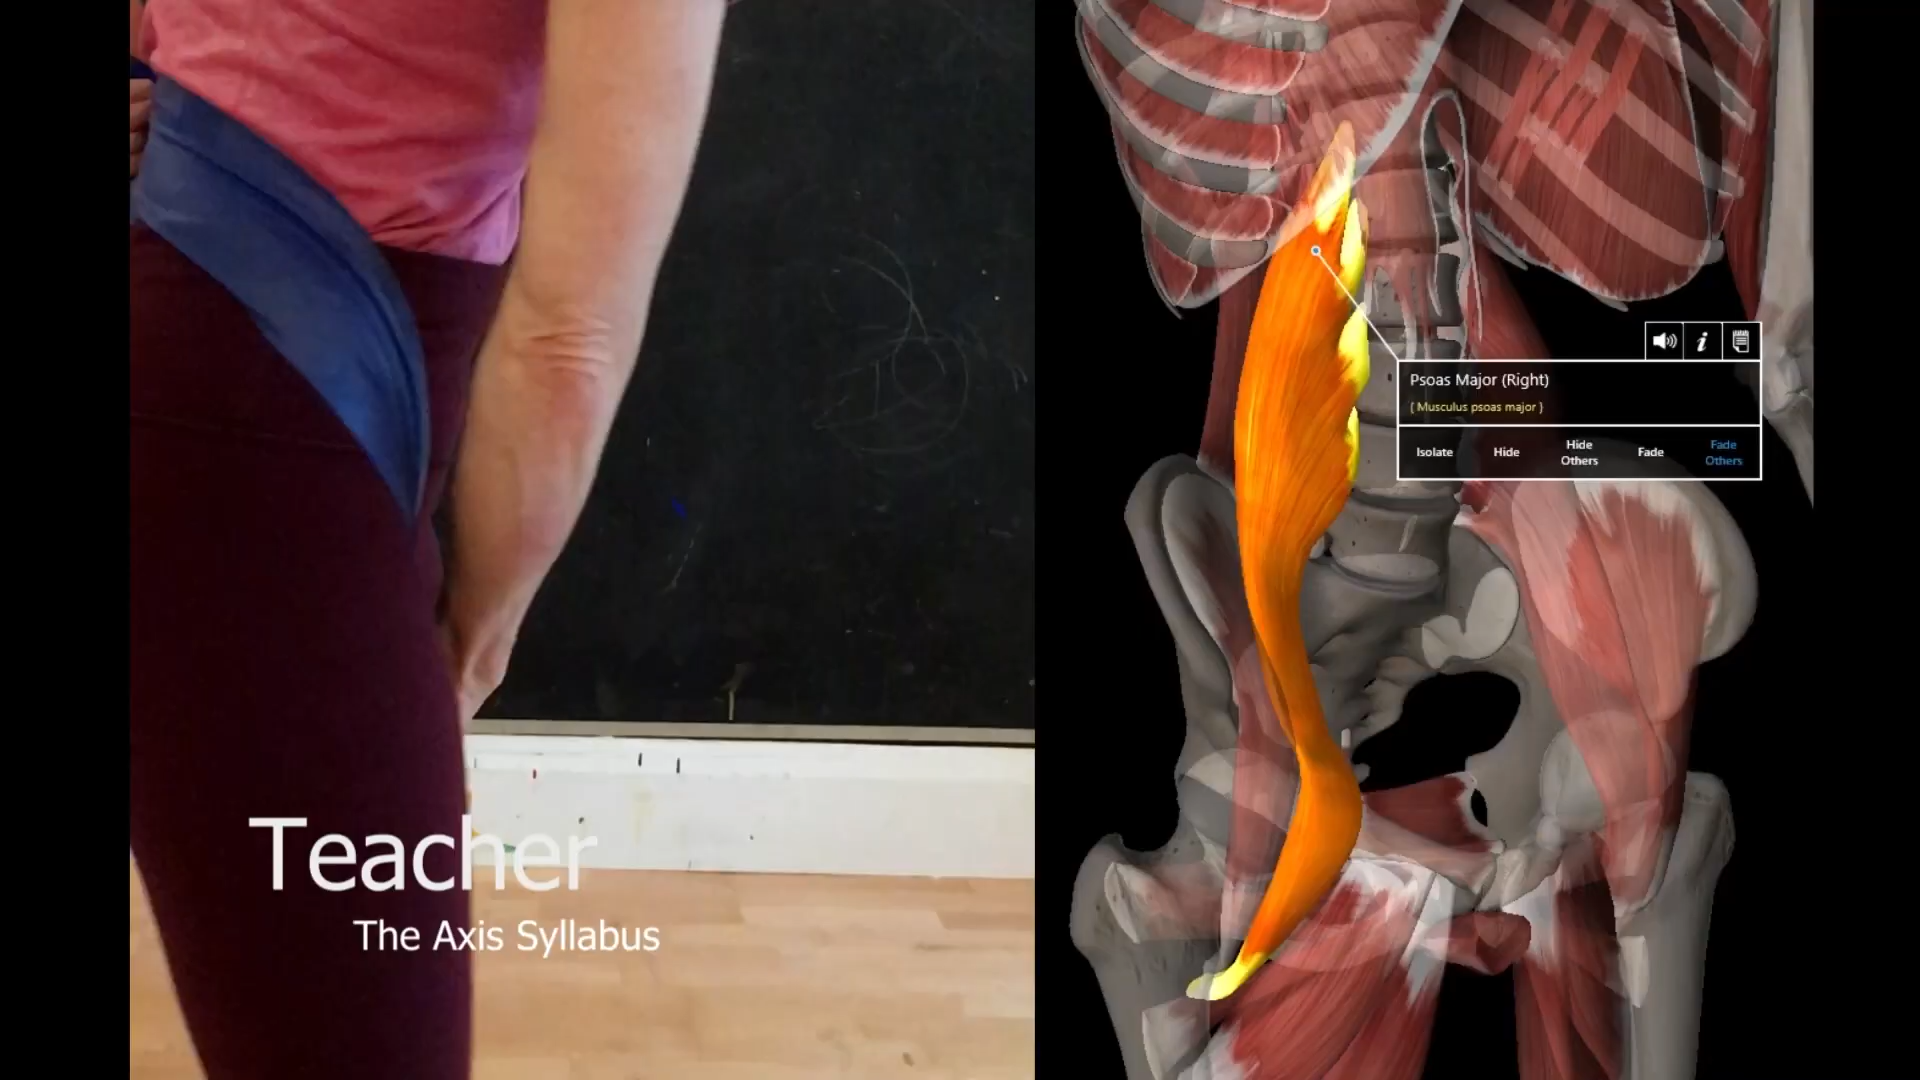 Teacher
The Axis Syllabus
Psoas Major (Right)
( Musculus psoas major )
Isolate
Hide
Hide
Others
Fade
Fade
Others